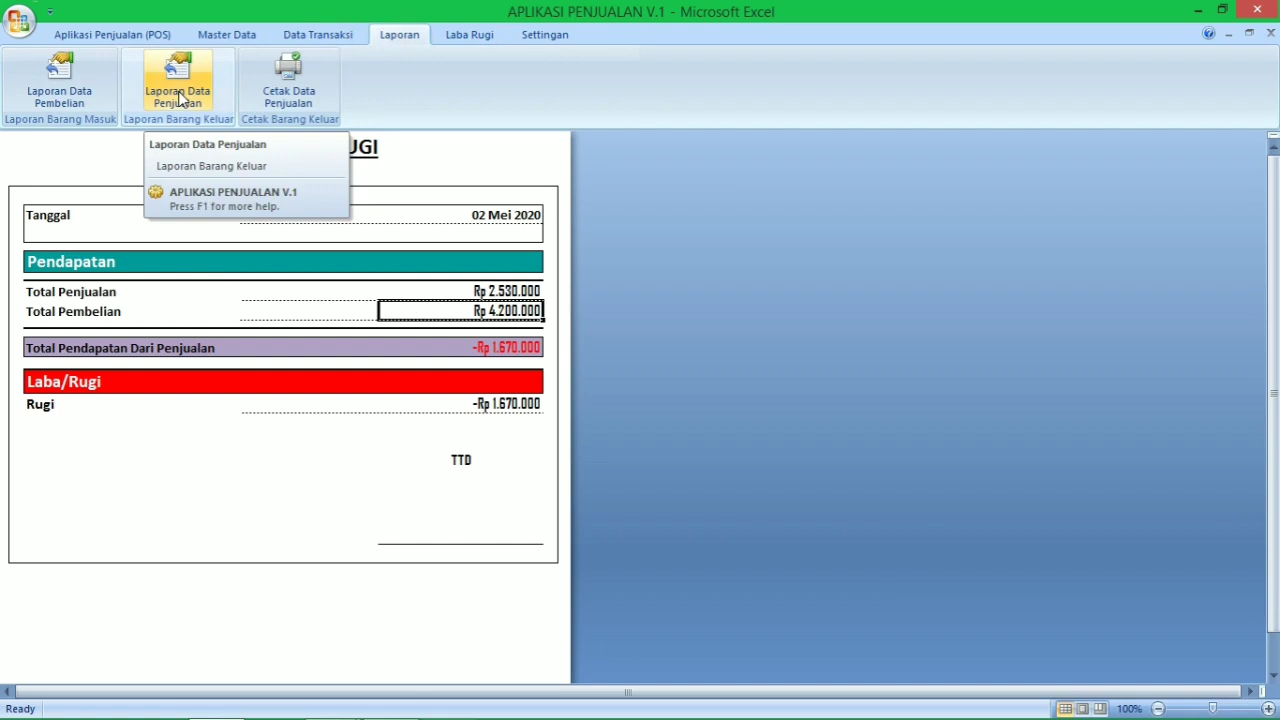 APLIKASI PENJUALAN V.1 - Microsoft Excel
Aplikasi Penjualan (POS) Master Data Data Transaksi Laporan Laba Rugi Settingan
Laporan Data Pembelian
Laporan Data Penjualan
Cetak Data Penjualan
Laporan Barang Masuk Laporan Barang Keluar Cetak Barang Keluar
Laporan Data Penjualan
Laporan Barang Keluar
APLIKASI PENJUALAN V.1
Press F1 for more help.
UGI
Tanggal 02 Mei 2020
Pendapatan
Total Penjualan Rp 2.530.000
Total Pembelian Rp 4.200.000
Total Pendapatan Dari Penjualan -Rp 1.670.000
Laba/Rugi
Rugi -Rp 1.670.000
TTD
Ready 100%